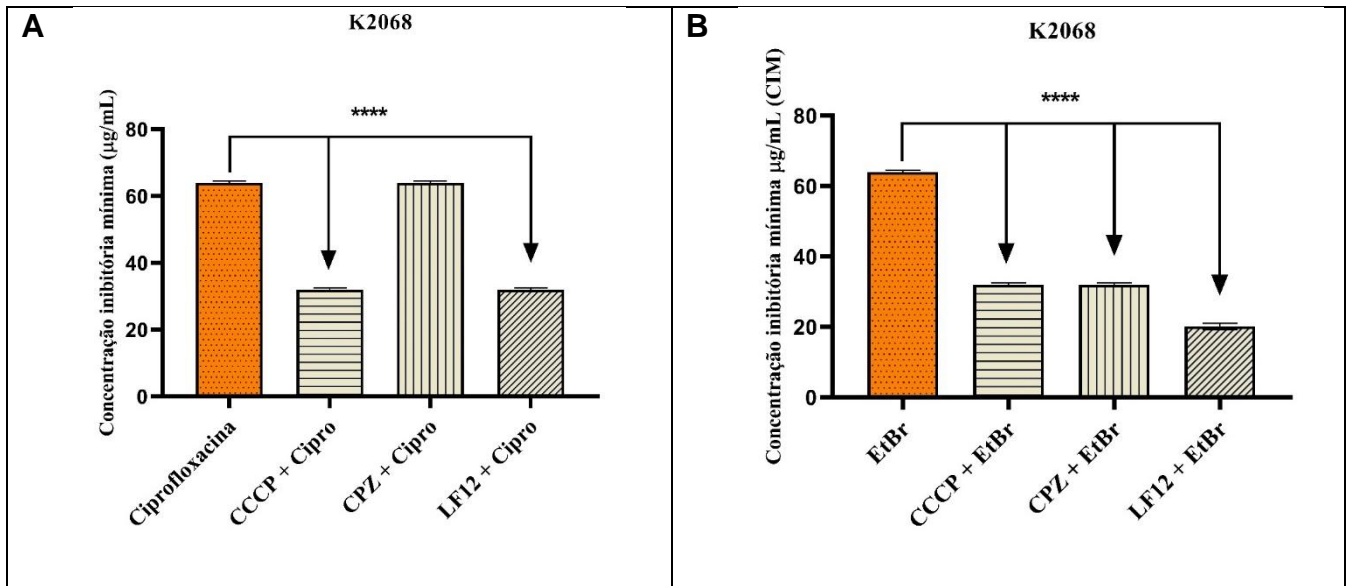 A
K2068
Concentração inibitória mínima (µg/mL)
****
80
60
40
20
0
Ciprofloxacina
CCCP + Cipro
CPZ + Cipro
LF12 + Cipro
B
K2068
Concentração inibitória mínima µg/mL (CIM)
****
80
60
40
20
0
EtBr
CCCP + EtBr
CPZ + EtBr
LF12 + EtBr